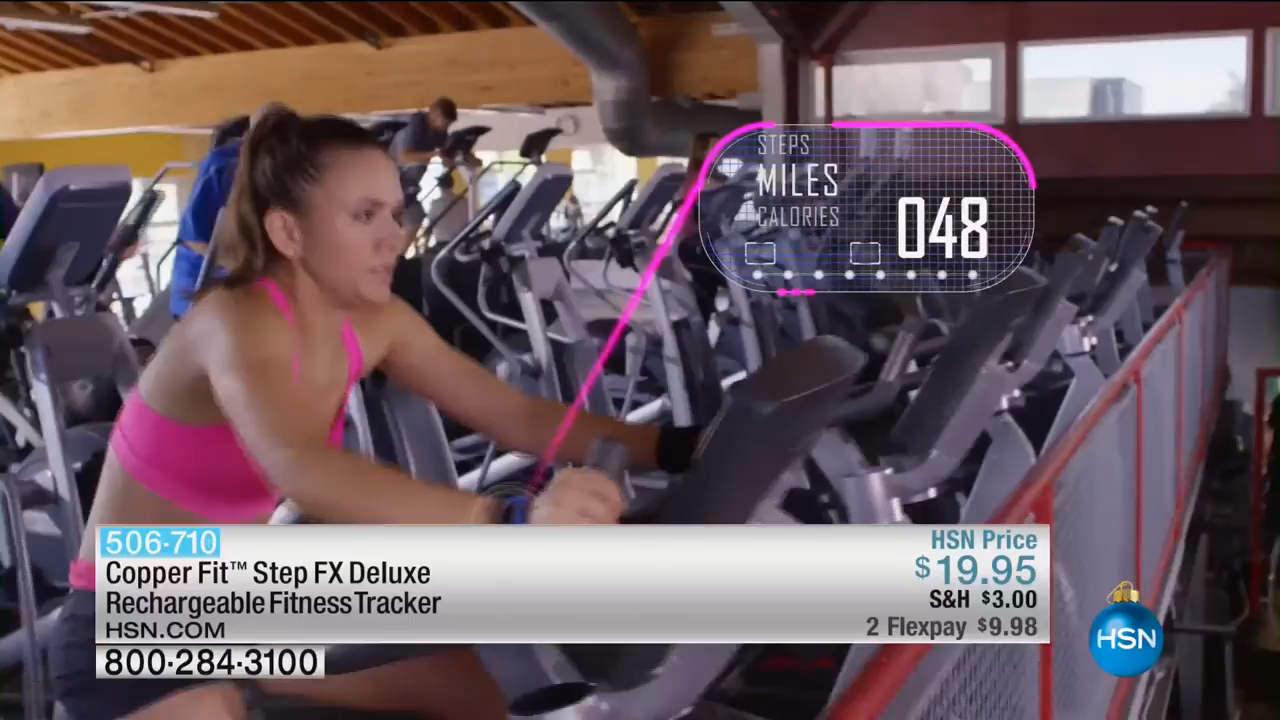 STEPS
MILES
CALORIES
048
506-710
Copper Fit™ Step FX Deluxe
Rechargeable Fitness Tracker
HSN.COM
800-284-3100
HSN Price
$19.95
S&H $3.00
2 Flexpay $9.98
HSN